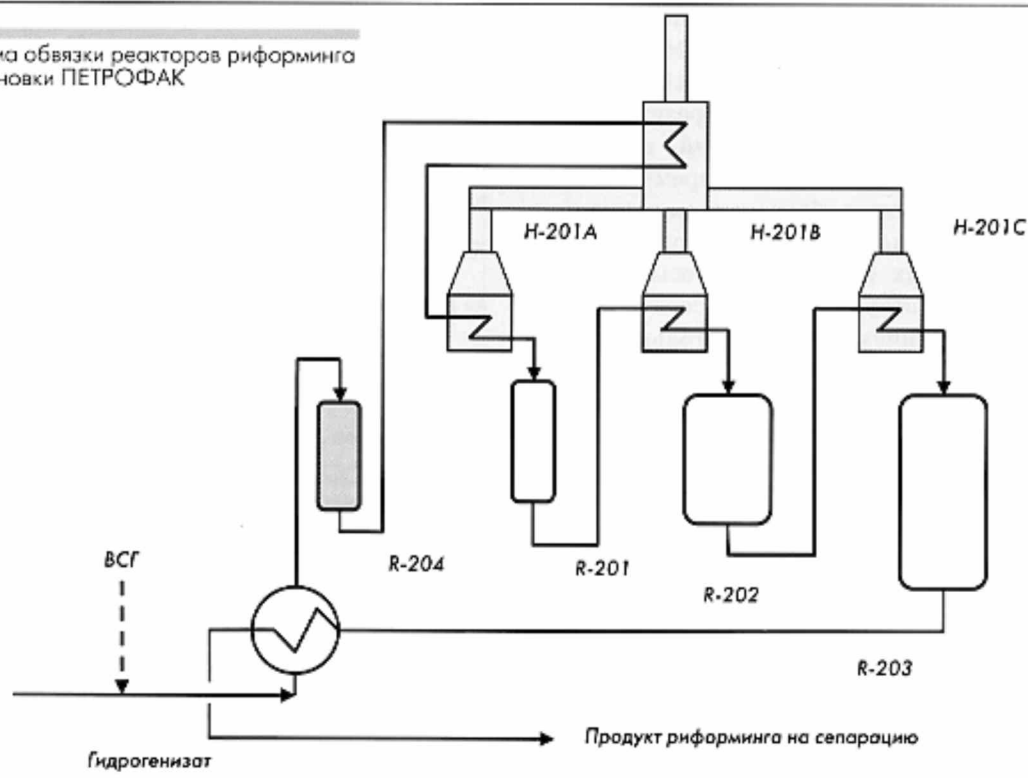 ма обвязки реакторов риформинга
новки ПЕТРОФАК
H-201A
H-201B
H-201C
ВСГ
R-204
R-201
R-202
R-203
Продукт риформинга на сепарацию
Гидрогенизат